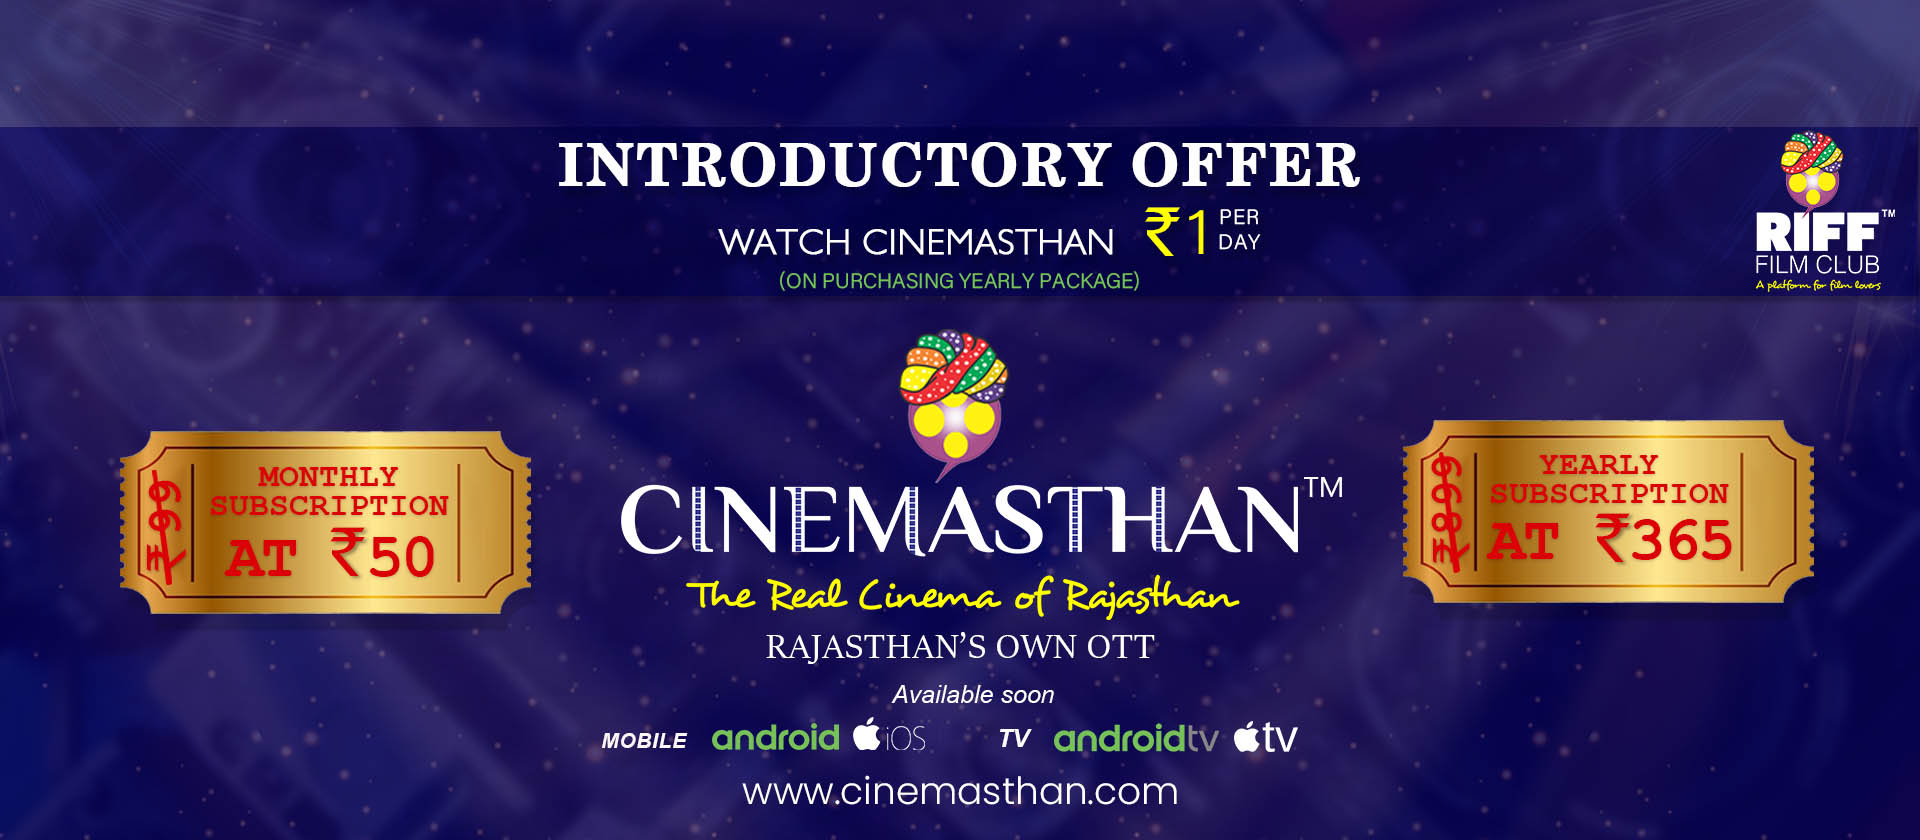 INTRODUCTORY OFFER
WATCH CINEMASTHAN ₹1 PER DAY
(ON PURCHASING YEARLY PACKAGE)
RIFF™
FILM CLUB
A platform for film lovers
₹99
MONTHLY
SUBSCRIPTION
AT ₹50
CINEMASTHAN™
The Real Cinema of Rajasthan
RAJASTHAN'S OWN OTT
₹899
YEARLY
SUBSCRIPTION
AT ₹365
Available soon
MOBILE android iOS TV androidtv tv
www.cinemasthan.com